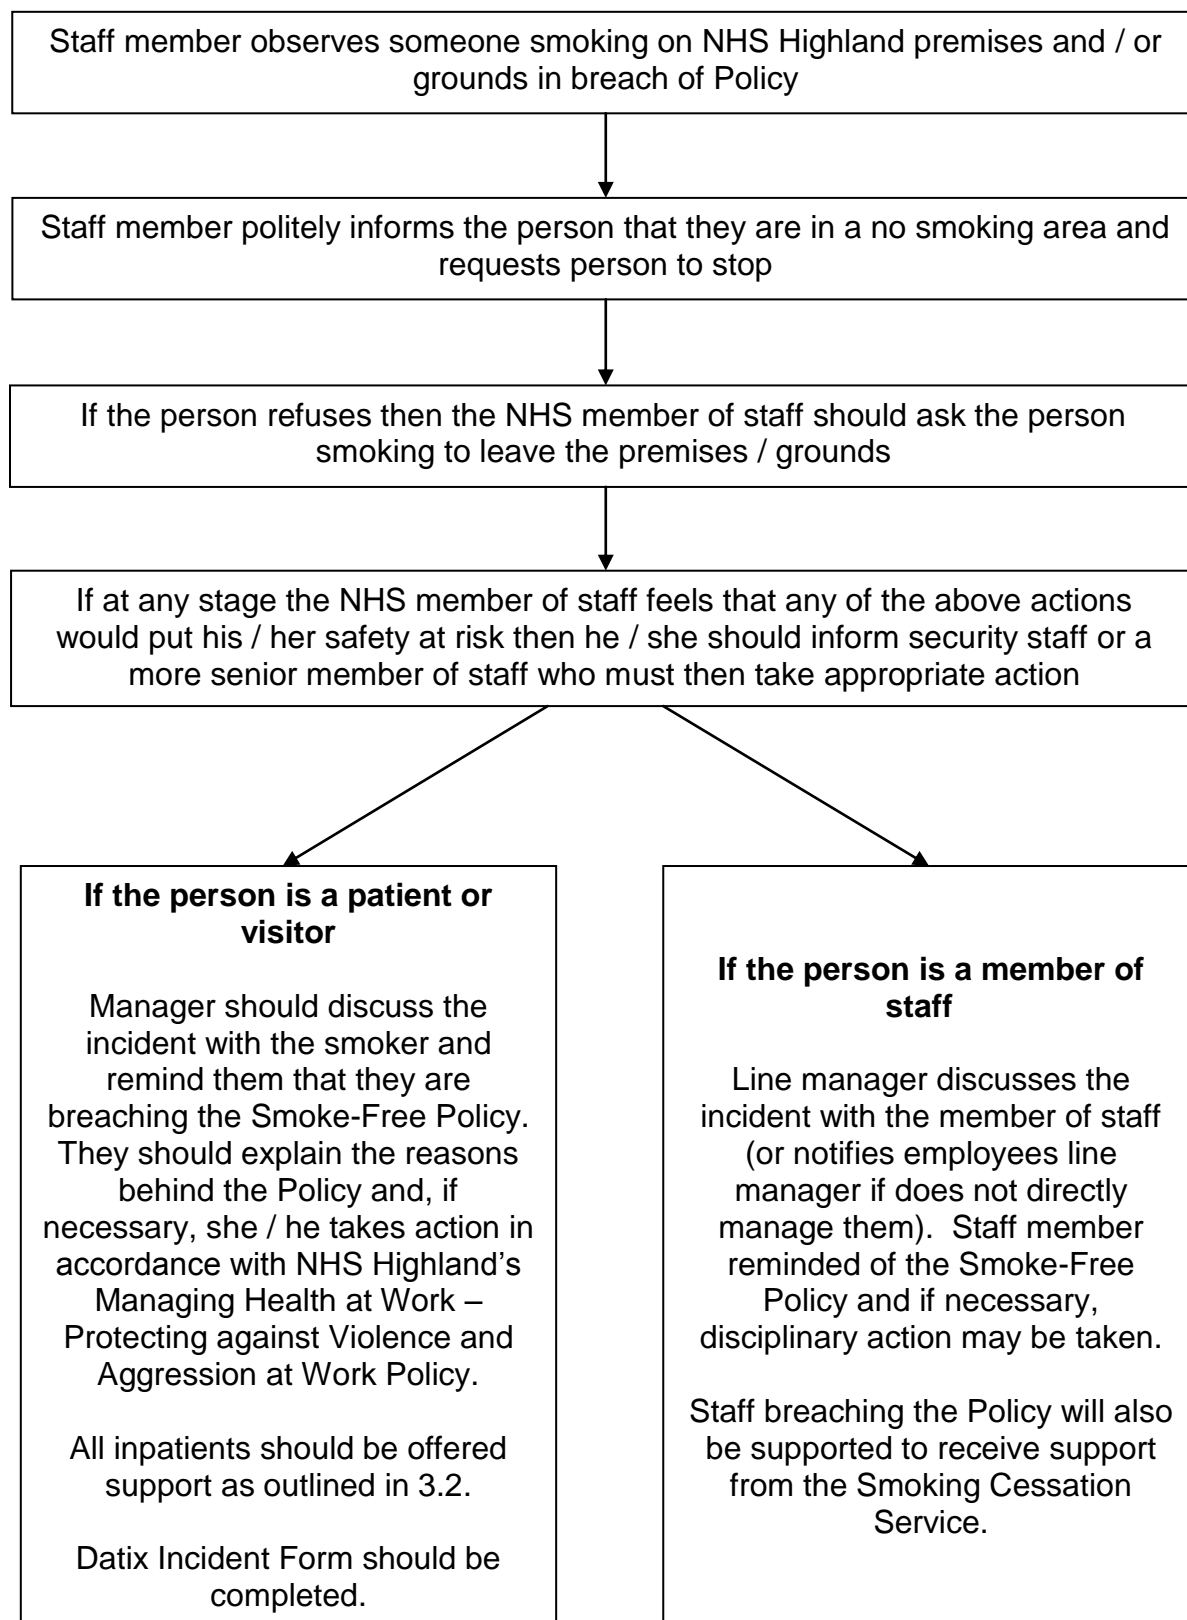 Staff member observes someone smoking on NHS Highland premises and / or
grounds in breach of Policy
Staff member politely informs the person that they are in a no smoking area and
requests person to stop
If the person refuses then the NHS member of staff should ask the person
smoking to leave the premises / grounds
If at any stage the NHS member of staff feels that any of the above actions
would put his / her safety at risk then he / she should inform security staff or a
more senior member of staff who must then take appropriate action
If the person is a patient or
visitor
Manager should discuss the
incident with the smoker and
remind them that they are
breaching the Smoke-Free Policy.
They should explain the reasons
behind the Policy and, if
necessary, she / he takes action in
accordance with NHS Highland's
Managing Health at Work –
Protecting against Violence and
Aggression at Work Policy.
All inpatients should be offered
support as outlined in 3.2.
Datix Incident Form should be
completed.
If the person is a member of
staff
Line manager discusses the
incident with the member of staff
(or notifies employees line
manager if does not directly
manage them).  Staff member
reminded of the Smoke-Free
Policy and if necessary,
disciplinary action may be taken.
Staff breaching the Policy will also
be supported to receive support
from the Smoking Cessation
Service.